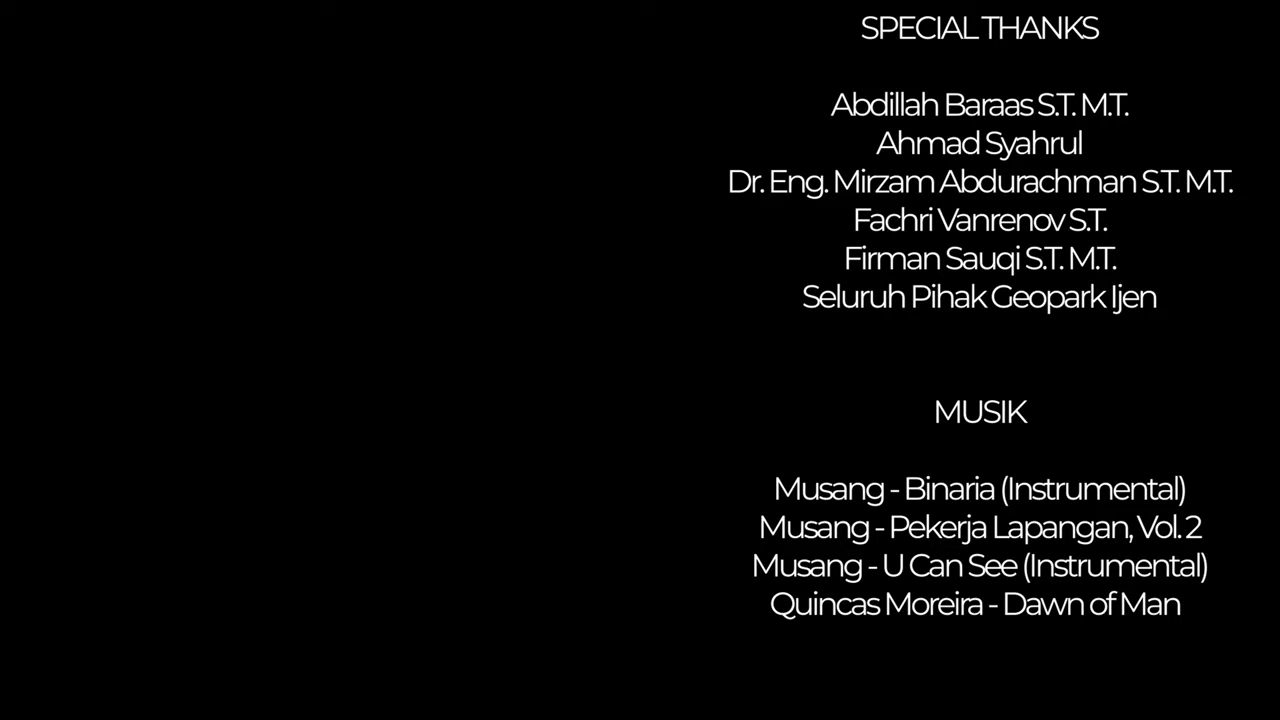 SPECIAL THANKS
Abdillah Baraas S.T. M.T.
Ahmad Syahrul
Dr. Eng. Mirzam Abdurachman S.T. M.T.
Fachri Vanrenov S.T.
Firman Sauqi S.T. M.T.
Seluruh Pihak Geopark Ijen
MUSIK
Musang - Binaria (Instrumental)
Musang - Pekerja Lapangan, Vol. 2
Musang - U Can See (Instrumental)
Quincas Moreira - Dawn of Man